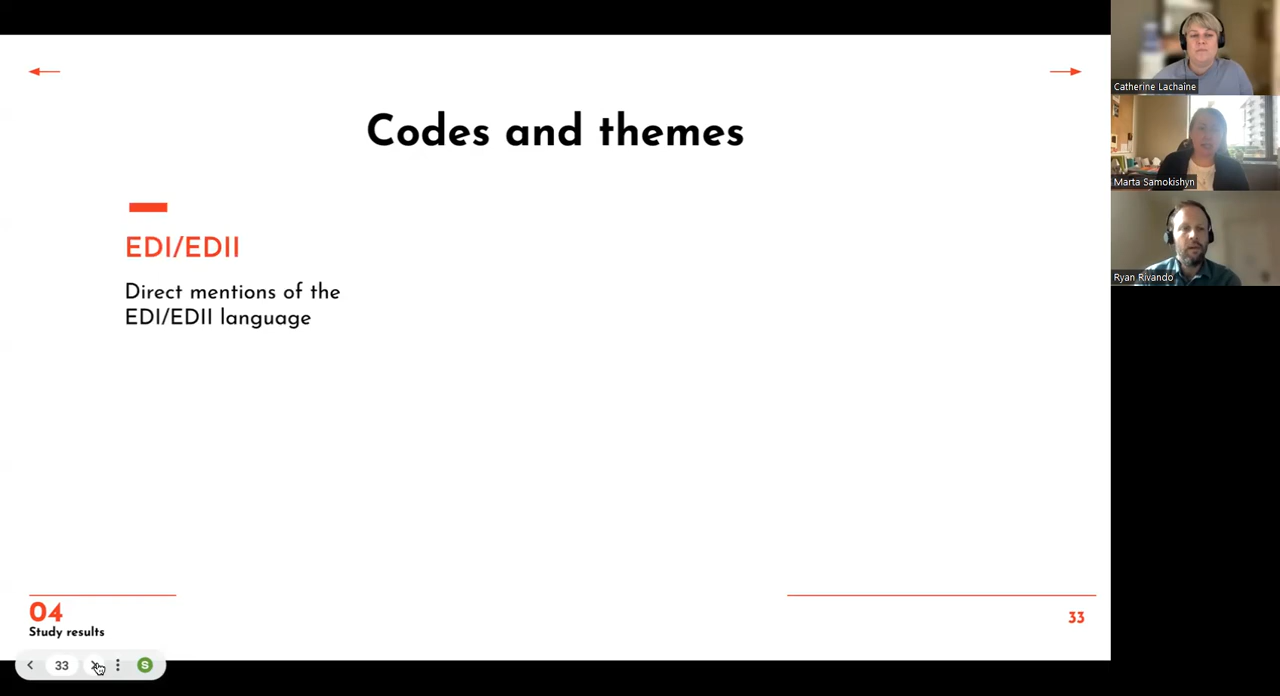 Codes and themes
EDI/EDII
Direct mentions of the
EDI/EDII language
04
Study results
33
33
S
Catherine Lachaîne
Marta Samokishyn
Ryan Rivando